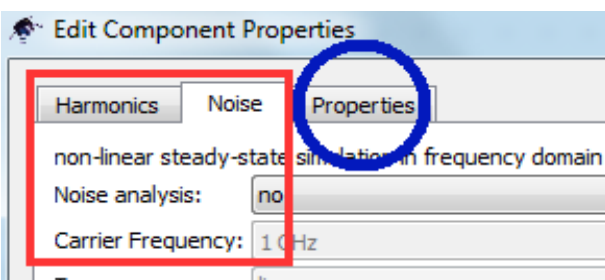 Edit Component Properties
Harmonics Noise Properties
non-linear steady-state simulation in frequency domain
Noise analysis: no
Carrier Frequency: 1 GHz